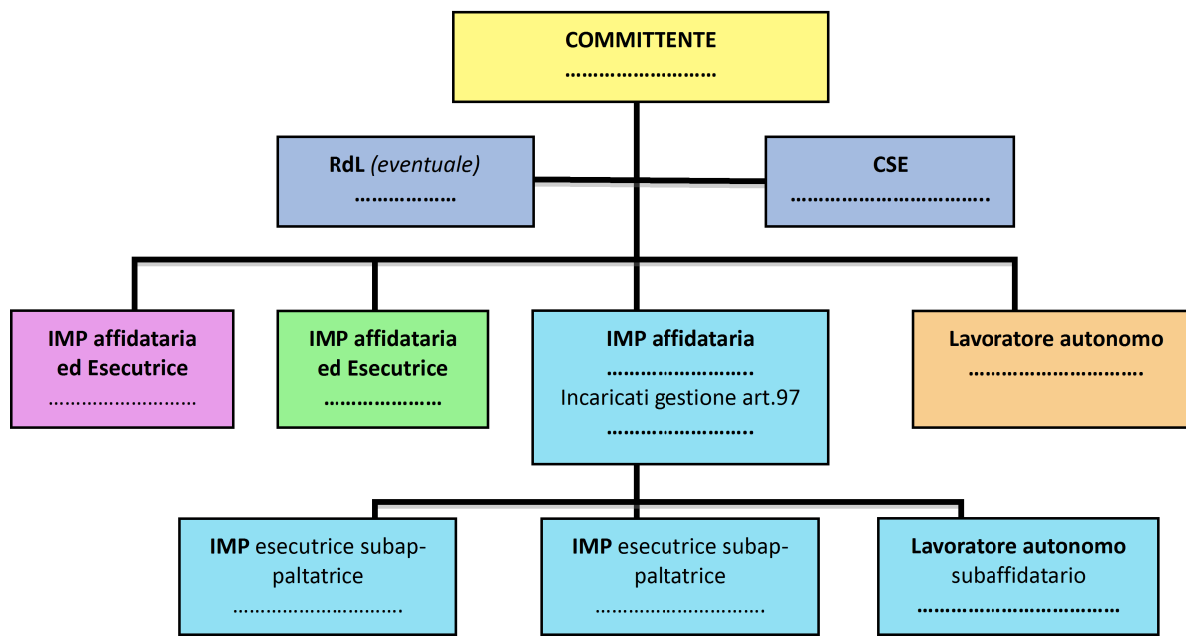 COMMITTENTE
………………………
RdL (eventuale)
………………
CSE
……………………………..
IMP affidataria
ed Esecutrice
………………………
IMP affidataria
ed Esecutrice
…………………
IMP affidataria
……………………..
Incaricati gestione art.97
……………………..
Lavoratore autonomo
………………………….
IMP esecutrice subap-
paltatrice
………………………….
IMP esecutrice subap-
paltatrice
………………………….
Lavoratore autonomo
subaffidatario
………………………………